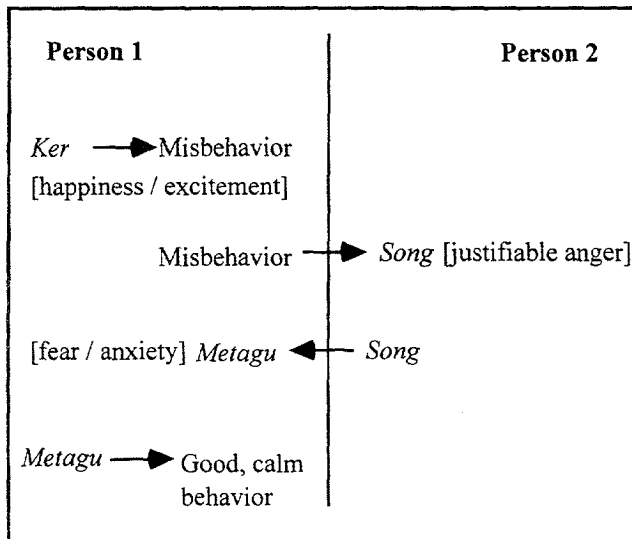 Person 1 Person 2
Ker Misbehavior
[happiness / excitement]
Misbehavior Song [justifiable anger]
[fear / anxiety] Metagu Song
Metagu Good, calm
behavior